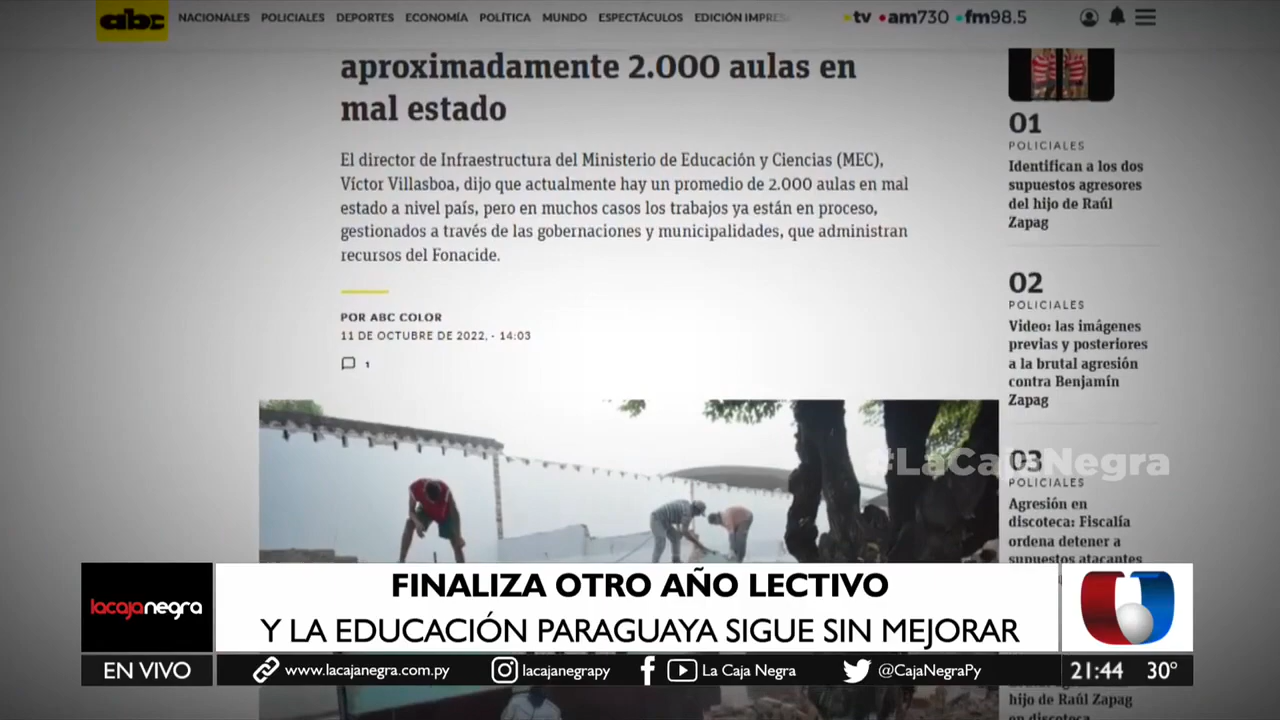 abc
NACIONALES POLICIALES DEPORTES ECONOMÍA POLÍTICA MUNDO ESPECTÁCULOS EDICIÓN IMPRESA
tv am730 fm98.5
aproximadamente 2.000 aulas en
mal estado
El director de Infraestructura del Ministerio de Educación y Ciencias (MEC),
Víctor Villasboa, dijo que actualmente hay un promedio de 2.000 aulas en mal
estado a nivel país, pero en muchos casos los trabajos ya están en proceso,
gestionados a través de las gobernaciones y municipalidades, que administran
recursos del Fonacide.
POR ABC COLOR
11 DE OCTUBRE DE 2022, - 14:03
1
01
POLICIALES
Identifican a los dos
supuestos agresores
del hijo de Raúl
Zapag
02
POLICIALES
Video: las imágenes
previas y posteriores
a la brutal agresión
contra Benjamín
Zapag
#LaCajaNegra
03
POLICIALES
Agresión en
discoteca: Fiscalía
ordena detener a
supuestos atacantes
hijo de Raúl Zapag
en discoteca
lacajanegra
FINALIZA OTRO AÑO LECTIVO
Y LA EDUCACIÓN PARAGUAYA SIGUE SIN MEJORAR
EN VIVO
www.lacajanegra.com.py lacajanegrapy La Caja Negra @CajaNegraPy
21:44 30°